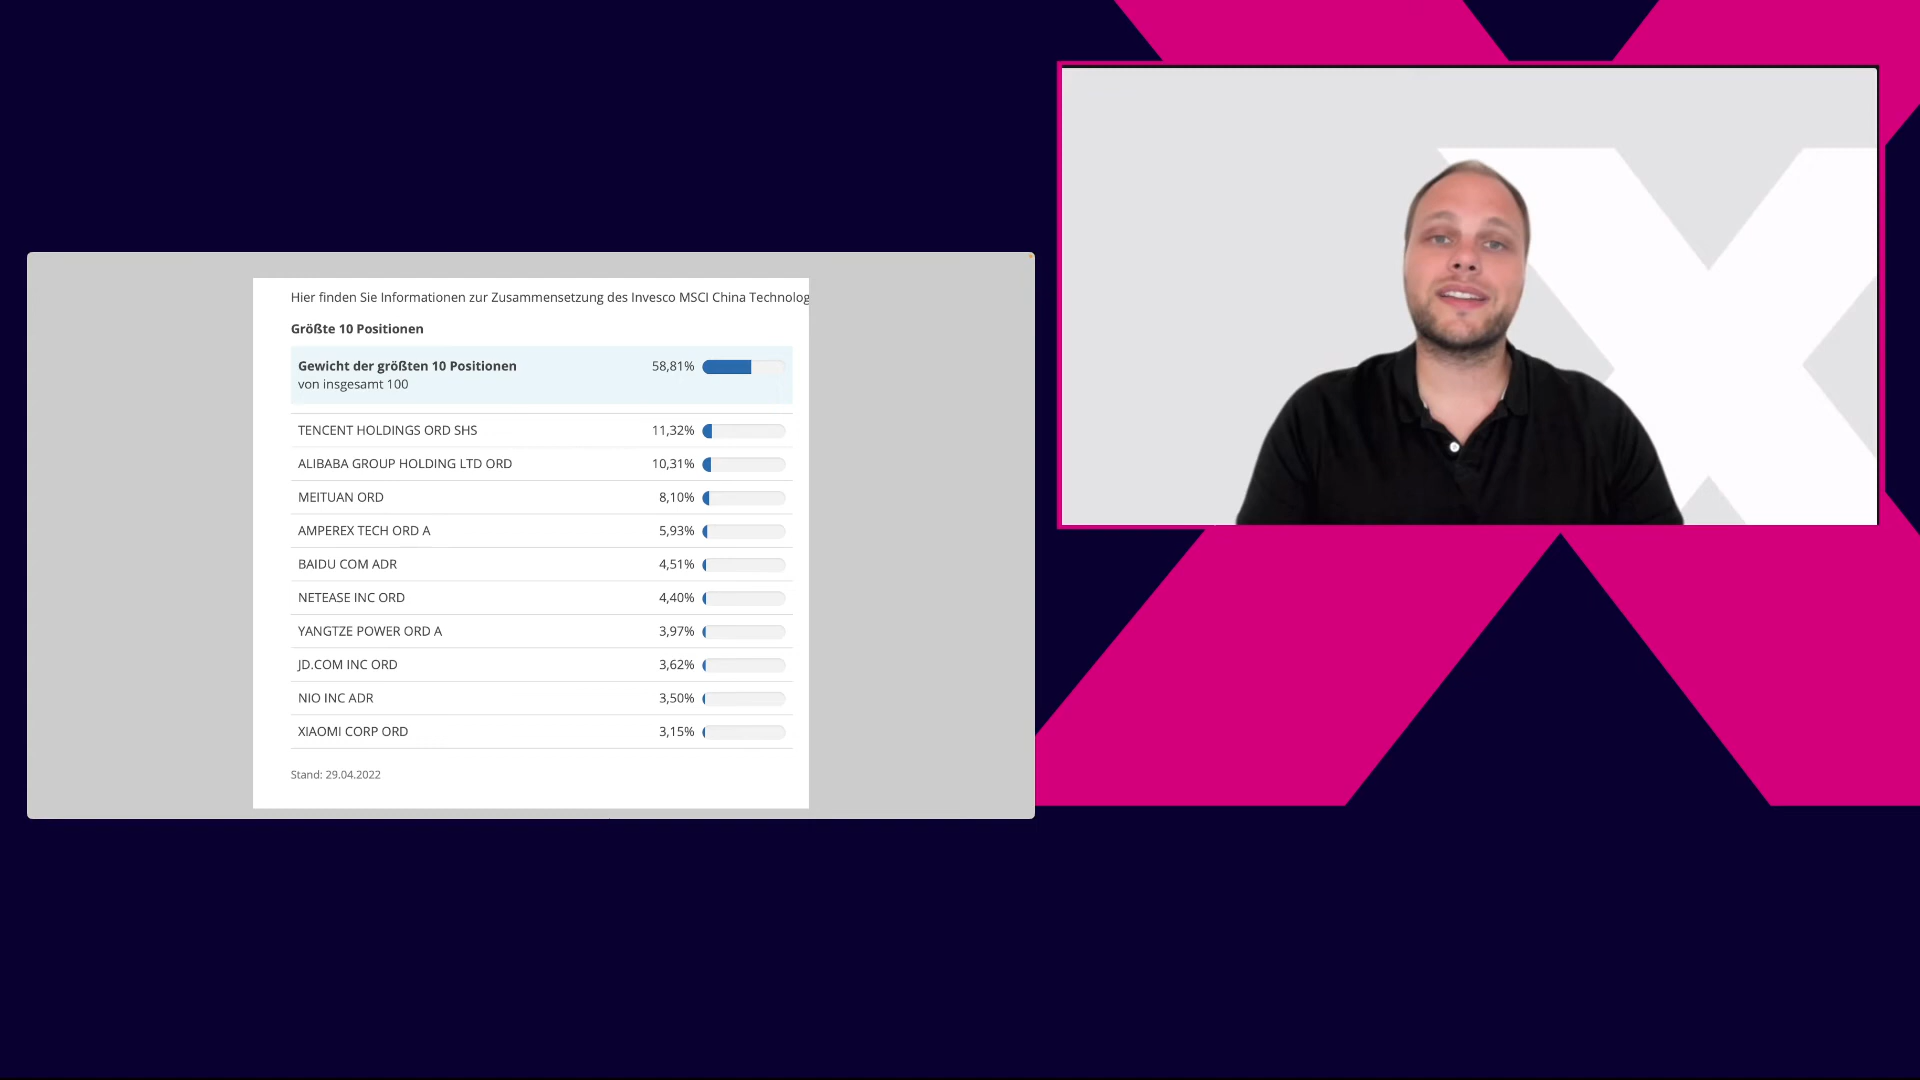 Hier finden Sie Informationen zur Zusammensetzung des Invesco MSCI China Technolog
Größte 10 Positionen
Gewicht der größten 10 Positionen 58,81%
von insgesamt 100
TENCENT HOLDINGS ORD SHS 11,32%
ALIBABA GROUP HOLDING LTD ORD 10,31%
MEITUAN ORD 8,10%
AMPEREX TECH ORD A 5,93%
BAIDU COM ADR 4,51%
NETEASE INC ORD 4,40%
YANGTZE POWER ORD A 3,97%
JD.COM INC ORD 3,62%
NIO INC ADR 3,50%
XIAOMI CORP ORD 3,15%
Stand: 29.04.2022